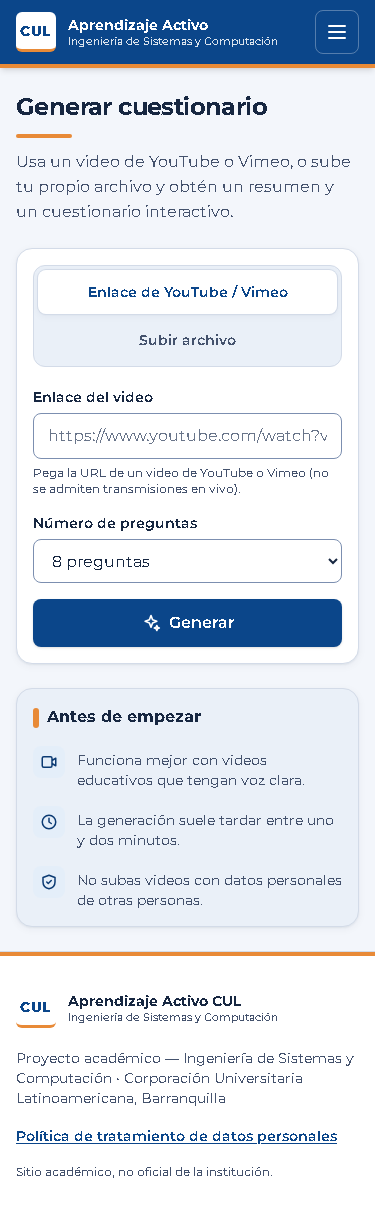 CUL
Aprendizaje Activo
Ingeniería de Sistemas y Computación
Generar cuestionario
Usa un video de YouTube o Vimeo, o sube
tu propio archivo y obtén un resumen y
un cuestionario interactivo.
Enlace de YouTube / Vimeo
Subir archivo
Enlace del video
https://www.youtube.com/watch?v
Pega la URL de un video de YouTube o Vimeo (no
se admiten transmisiones en vivo).
Número de preguntas
8 preguntas
Generar
Antes de empezar
Funciona mejor con videos
educativos que tengan voz clara.
La generación suele tardar entre uno
y dos minutos.
No subas videos con datos personales
de otras personas.
CUL
Aprendizaje Activo CUL
Ingeniería de Sistemas y Computación
Proyecto académico — Ingeniería de Sistemas y
Computación · Corporación Universitaria
Latinoamericana, Barranquilla
Política de tratamiento de datos personales
Sitio académico, no oficial de la institución.